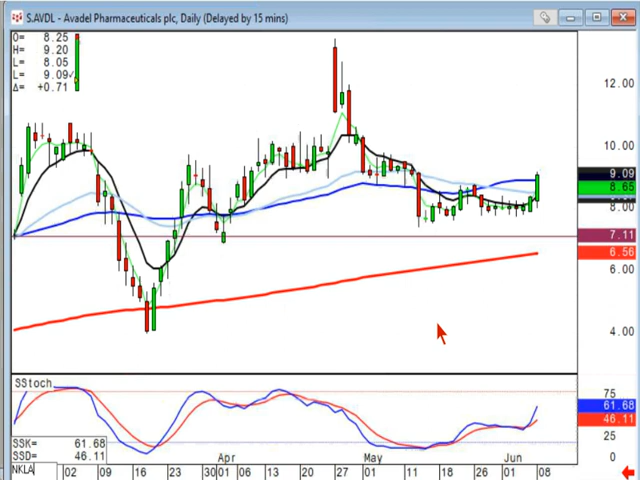 S.AVDL - Avadel Pharmaceuticals plc, Daily (Delayed by 15 mins)
O= 8.25
H= 9.20
L= 8.05
L= 9.09✓
Δ= +0.71
12.00
10.00
9.09
8.65
8.00
7.11
6.56
6.00
4.00
SStoch
75
61.68
46.11
25
0
SSK= 61.68
SSD= 46.11
Apr May Jun
NKLA 02 09 16 23 30 01 06 13 20 27 01 11 18 26 01 08